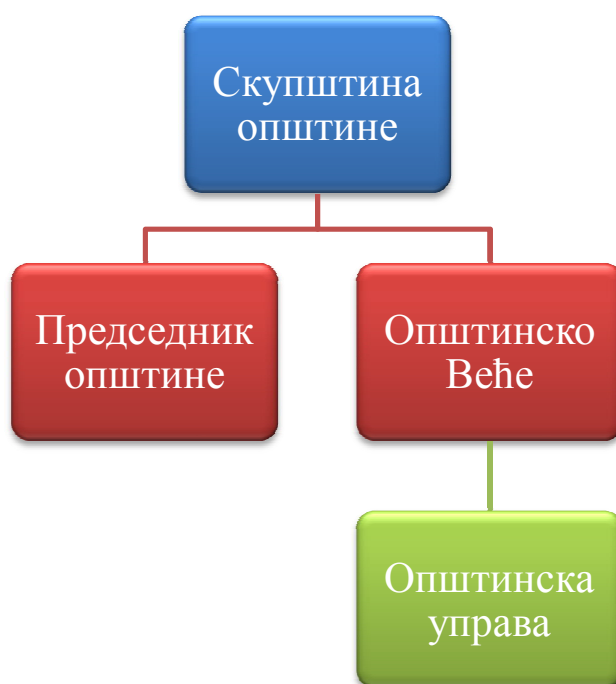 Скупштина
општине
Председник
општине
Општинско
Веће
Општинска
управа